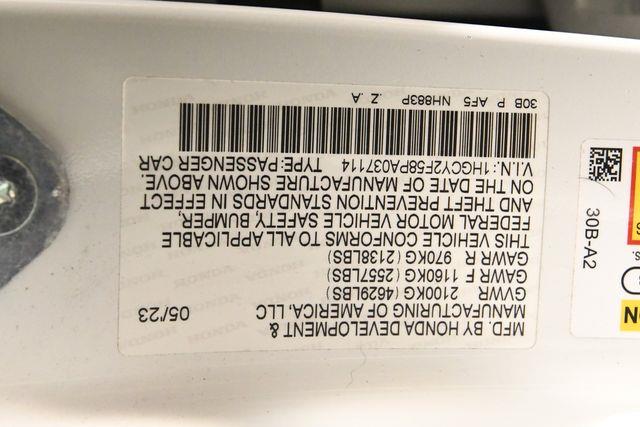 MFD. BY HONDA DEVELOPMENT &
MANUFACTURING OF AMERICA, LLC 05/'23
GVWR 2100KG(4629LBS)
GAWR F 1160KG(2557LBS)
GAWR R 970KG(2138LBS)
THIS VEHICLE CONFORMS TO ALL APPLICABLE
FEDERAL MOTOR VEHICLE SAFETY, BUMPER,
AND THEFT PREVENTION STANDARDS IN EFFECT
ON THE DATE OF MANUFACTURE SHOWN ABOVE.
V.I.N:1HGCY2F58PA037114 TYPE:PASSENGER CAR
30B P AF5 NH883P .Z .A
30B-A2
HONDA